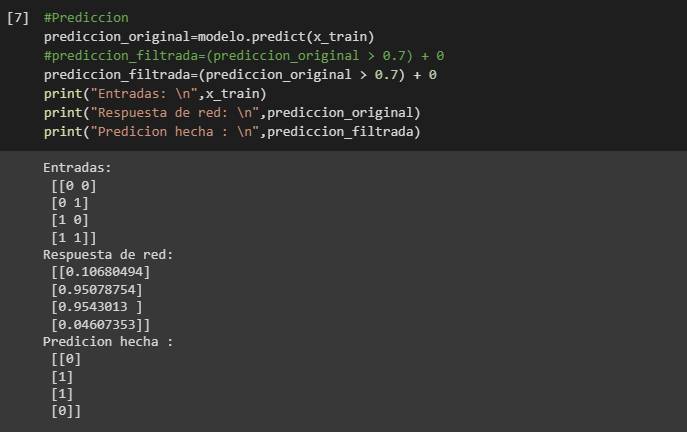 [7] #Prediccion
prediccion_original=modelo.predict(x_train)
#prediccion_filtrada=(prediccion_original > 0.7) + 0
prediccion_filtrada=(prediccion_original > 0.7) + 0
print("Entradas: \n",x_train)
print("Respuesta de red: \n",prediccion_original)
print("Predicion hecha : \n",prediccion_filtrada)
Entradas:
[[0 0]
[0 1]
[1 0]
[1 1]]
Respuesta de red:
[[0.10680494]
[0.95078754]
[0.9543013 ]
[0.04607353]]
Predicion hecha :
[[0]
[1]
[1]
[0]]